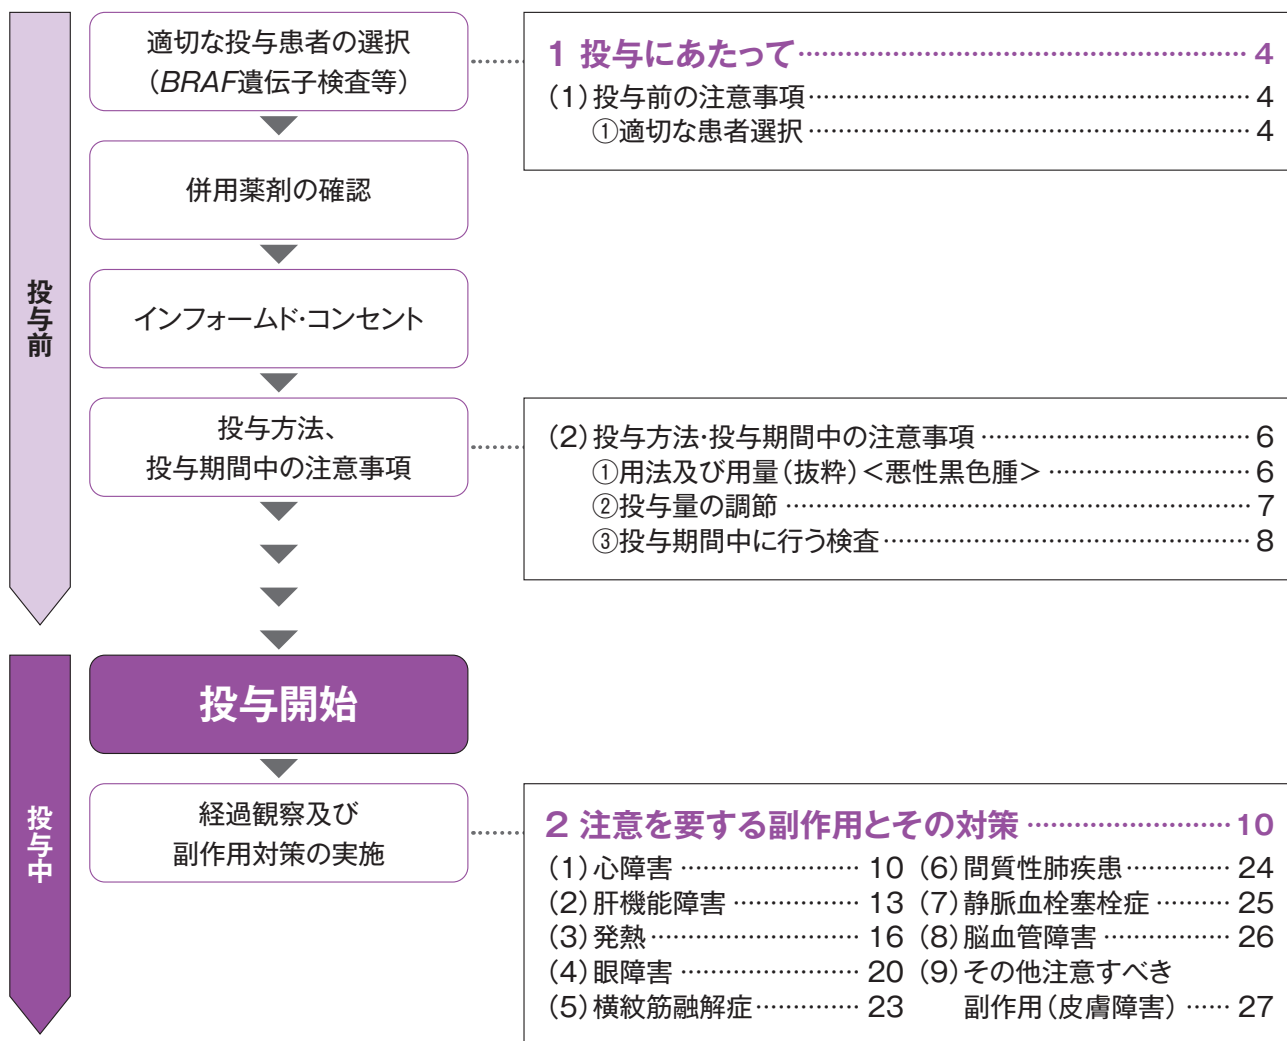 投与前
適切な投与患者の選択
（BRAF遺伝子検査等）
併用薬剤の確認
インフォームド・コンセント
投与方法、
投与期間中の注意事項
1 投与にあたって…………………………………………… 4
（1）投与前の注意事項…………………………………………… 4
①適切な患者選択…………………………………………… 4
（2）投与方法・投与期間中の注意事項………………………… 6
①用法及び用量（抜粋）＜悪性黒色腫＞………………… 6
②投与量の調節……………………………………………… 7
③投与期間中に行う検査…………………………………… 8
投与中
投与開始
経過観察及び
副作用対策の実施
2 注意を要する副作用とその対策…………………10
（1）心障害……………… 10
（2）肝機能障害………… 13
（3）発熱………………… 16
（4）眼障害……………… 20
（5）横紋筋融解症……… 23
（6）間質性肺疾患……… 24
（7）静脈血栓塞栓症…… 25
（8）脳血管障害………… 26
（9）その他注意すべき
副作用（皮膚障害）…… 27